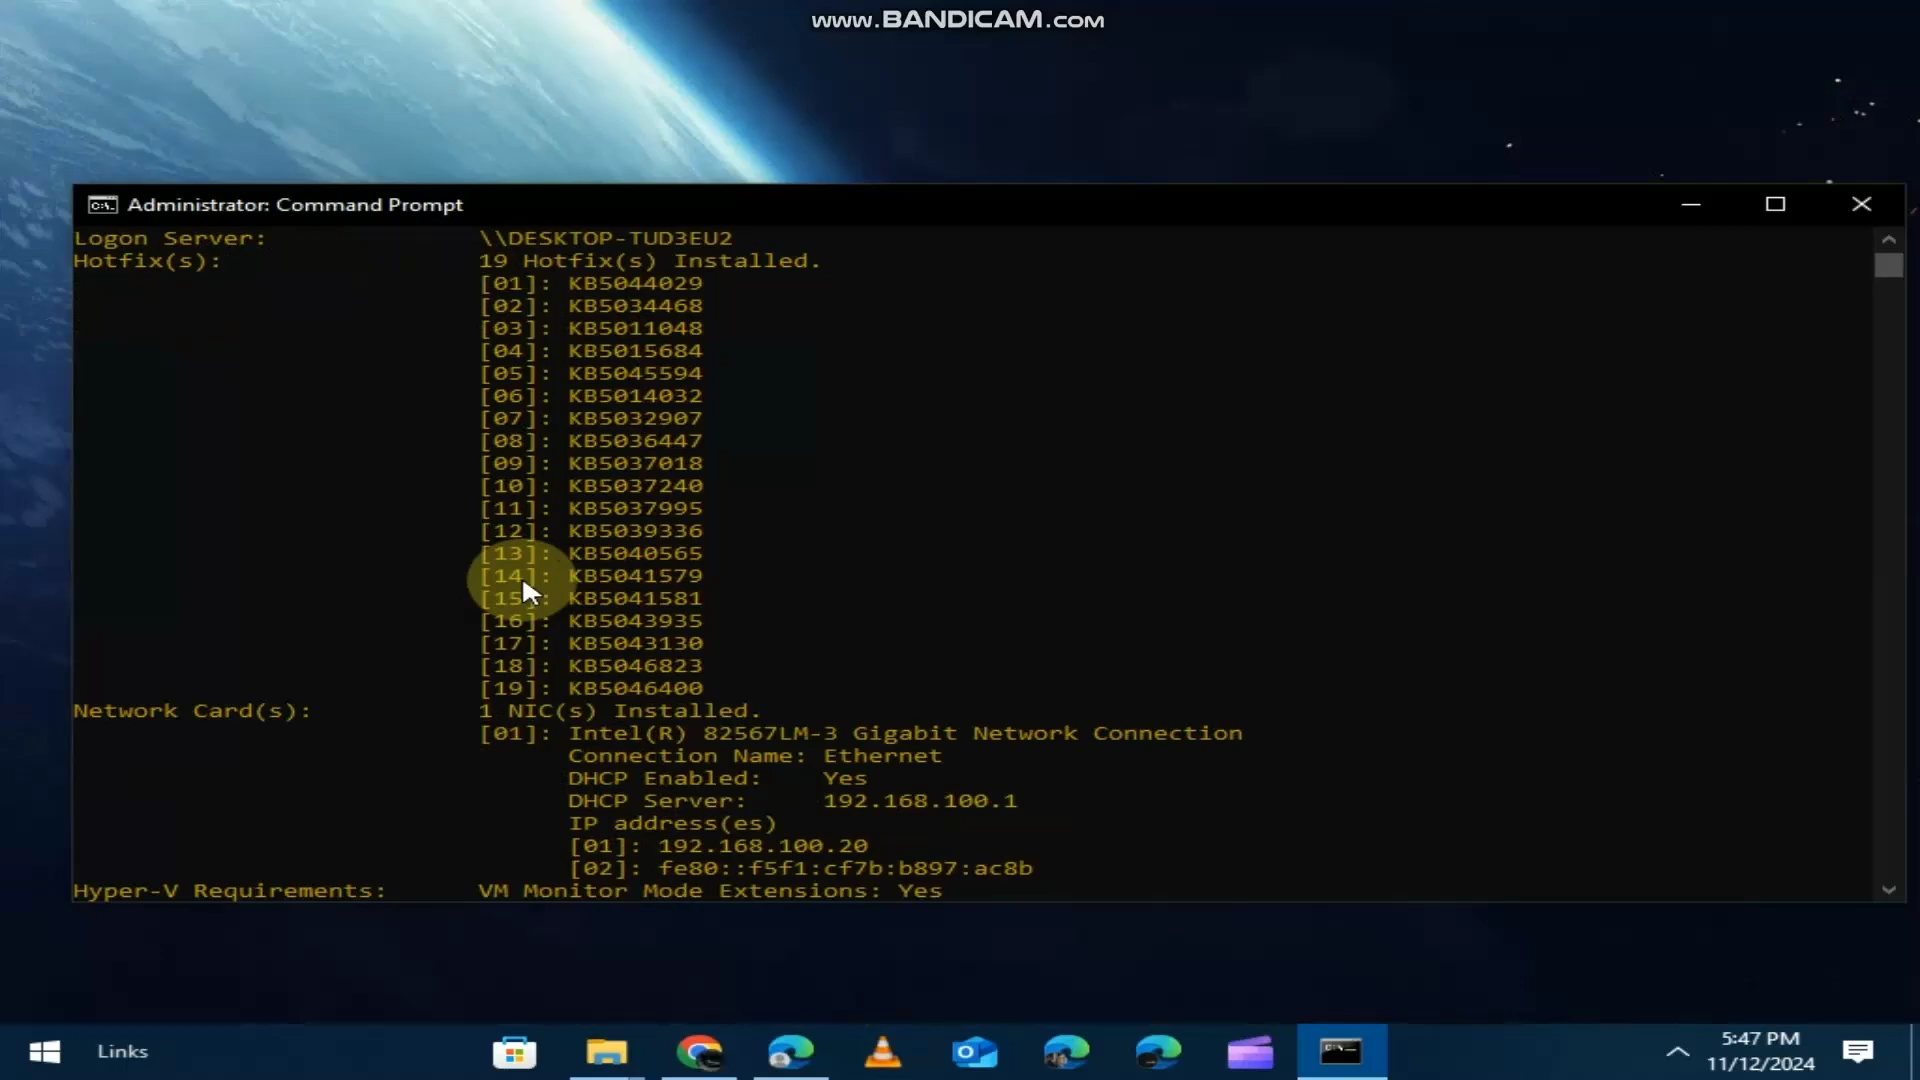 www.BANDICAM.com
Administrator: Command Prompt
Logon Server: \\DESKTOP-TUD3EU2
Hotfix(s): 19 Hotfix(s) Installed.
[01]: KB5044029
[02]: KB5034468
[03]: KB5011048
[04]: KB5015684
[05]: KB5045594
[06]: KB5014032
[07]: KB5032907
[08]: KB5036447
[09]: KB5037018
[10]: KB5037240
[11]: KB5037995
[12]: KB5039336
[13]: KB5040565
[14]: KB5041579
[15]: KB5041581
[16]: KB5043935
[17]: KB5043130
[18]: KB5046823
[19]: KB5046400
Network Card(s): 1 NIC(s) Installed.
[01]: Intel(R) 82567LM-3 Gigabit Network Connection
Connection Name: Ethernet
DHCP Enabled: Yes
DHCP Server: 192.168.100.1
IP address(es)
[01]: 192.168.100.20
[02]: fe80::f5f1:cf7b:b897:ac8b
Hyper-V Requirements: VM Monitor Mode Extensions: Yes
Links
5:47 PM
11/12/2024